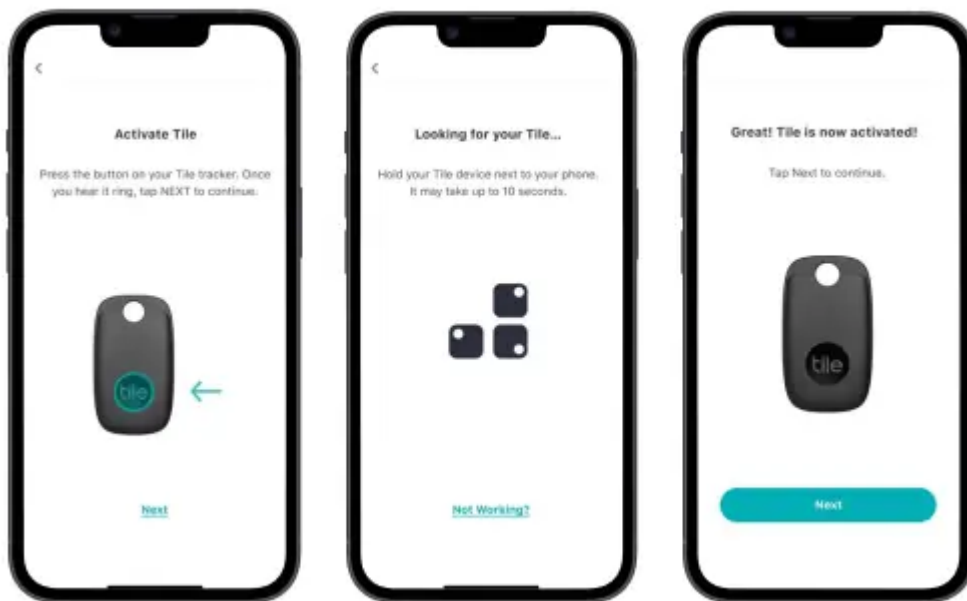 Activate Tile
Press the button on your Tile tracker. Once
you hear it ring, tap NEXT to continue.
tile
Next
Looking for your Tile...
Hold your Tile device next to your phone.
It may take up to 10 seconds.
Not Working?
Great! Tile is now activated!
Tap Next to continue.
tile
Next